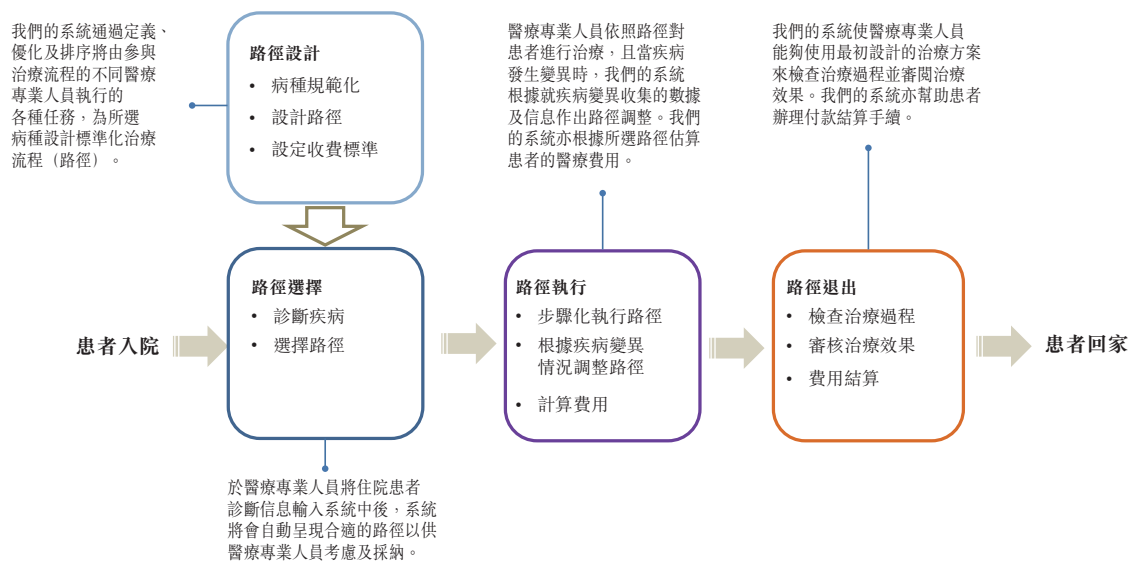 我們的系統通過定義、
優化及排序將由參與
治療流程的不同醫療
專業人員執行的
各種任務，為所選
病種設計標準化治療
流程（路徑）。
路徑設計
• 病種規範化
• 設計路徑
• 設定收費標準
醫療專業人員依照路徑對
患者進行治療，且當疾病
發生變異時，我們的系統
根據就疾病變異收集的數據
及信息作出路徑調整。我們
的系統亦根據所選路徑估算
患者的醫療費用。
我們的系統使醫療專業人員
能夠使用最初設計的治療方案
來檢查治療過程並審閱治療
效果。我們的系統亦幫助患者
辦理付款結算手續。
患者入院
路徑選擇
• 診斷疾病
• 選擇路徑
路徑執行
• 步驟化執行路徑
• 根據疾病變異
情況調整路徑
• 計算費用
路徑退出
• 檢查治療過程
• 審核治療效果
• 費用結算
患者回家
於醫療專業人員將住院患者
診斷信息輸入系統中後，系統
將會自動呈現合適的路徑以供
醫療專業人員考慮及採納。